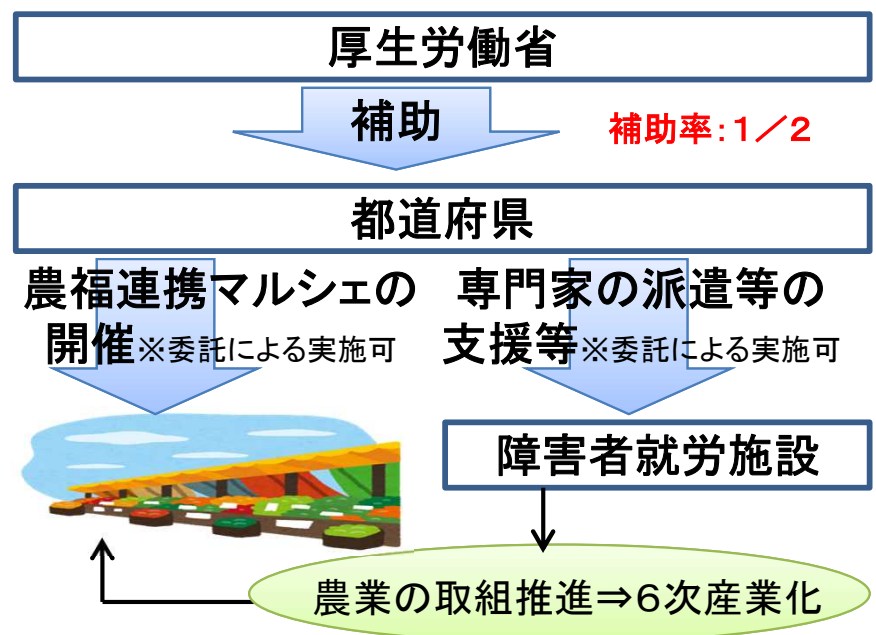 厚生労働省
補助
補助率：１／２
都道府県
農福連携マルシェの
開催※委託による実施可
専門家の派遣等の
支援等※委託による実施可
障害者就労施設
農業の取組推進⇒６次産業化